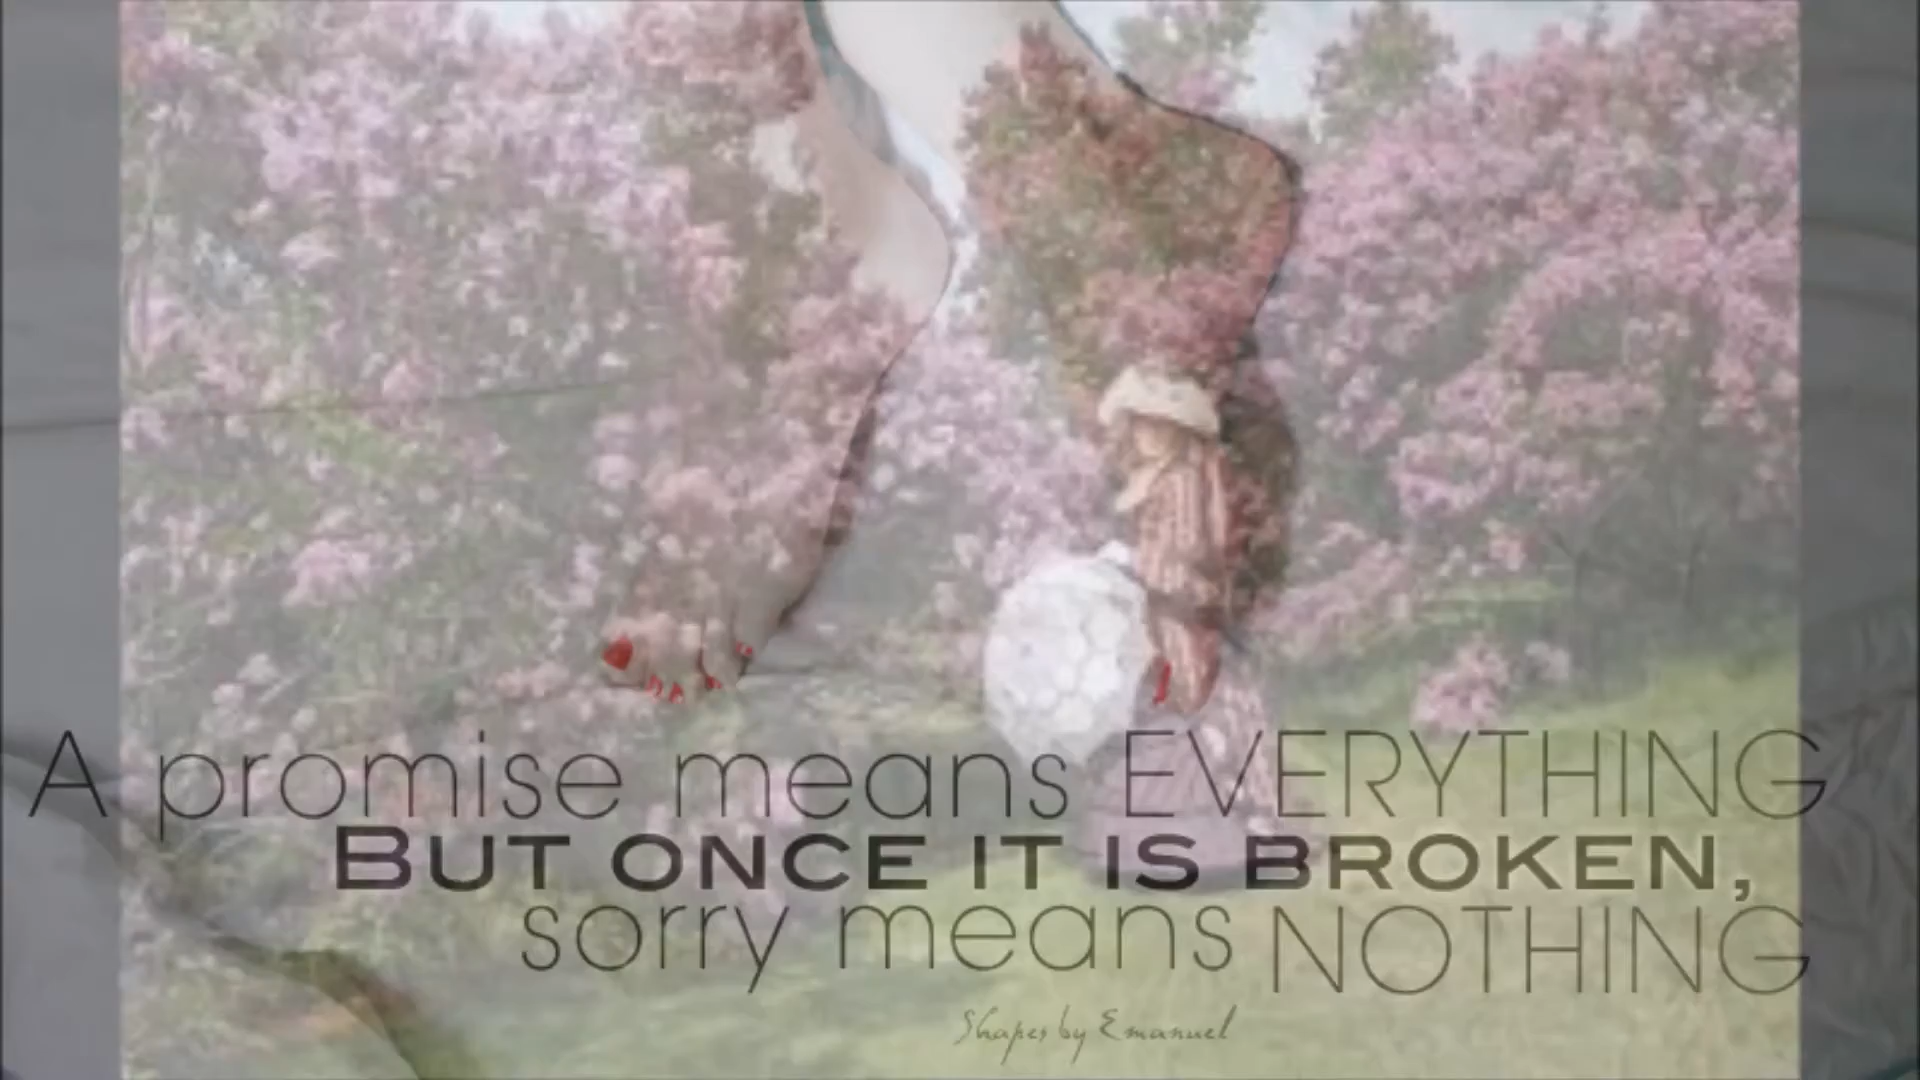 A promise means EVERYTHING
BUT ONCE IT IS BROKEN,
sorry means NOTHING
Shapes by Emanuel